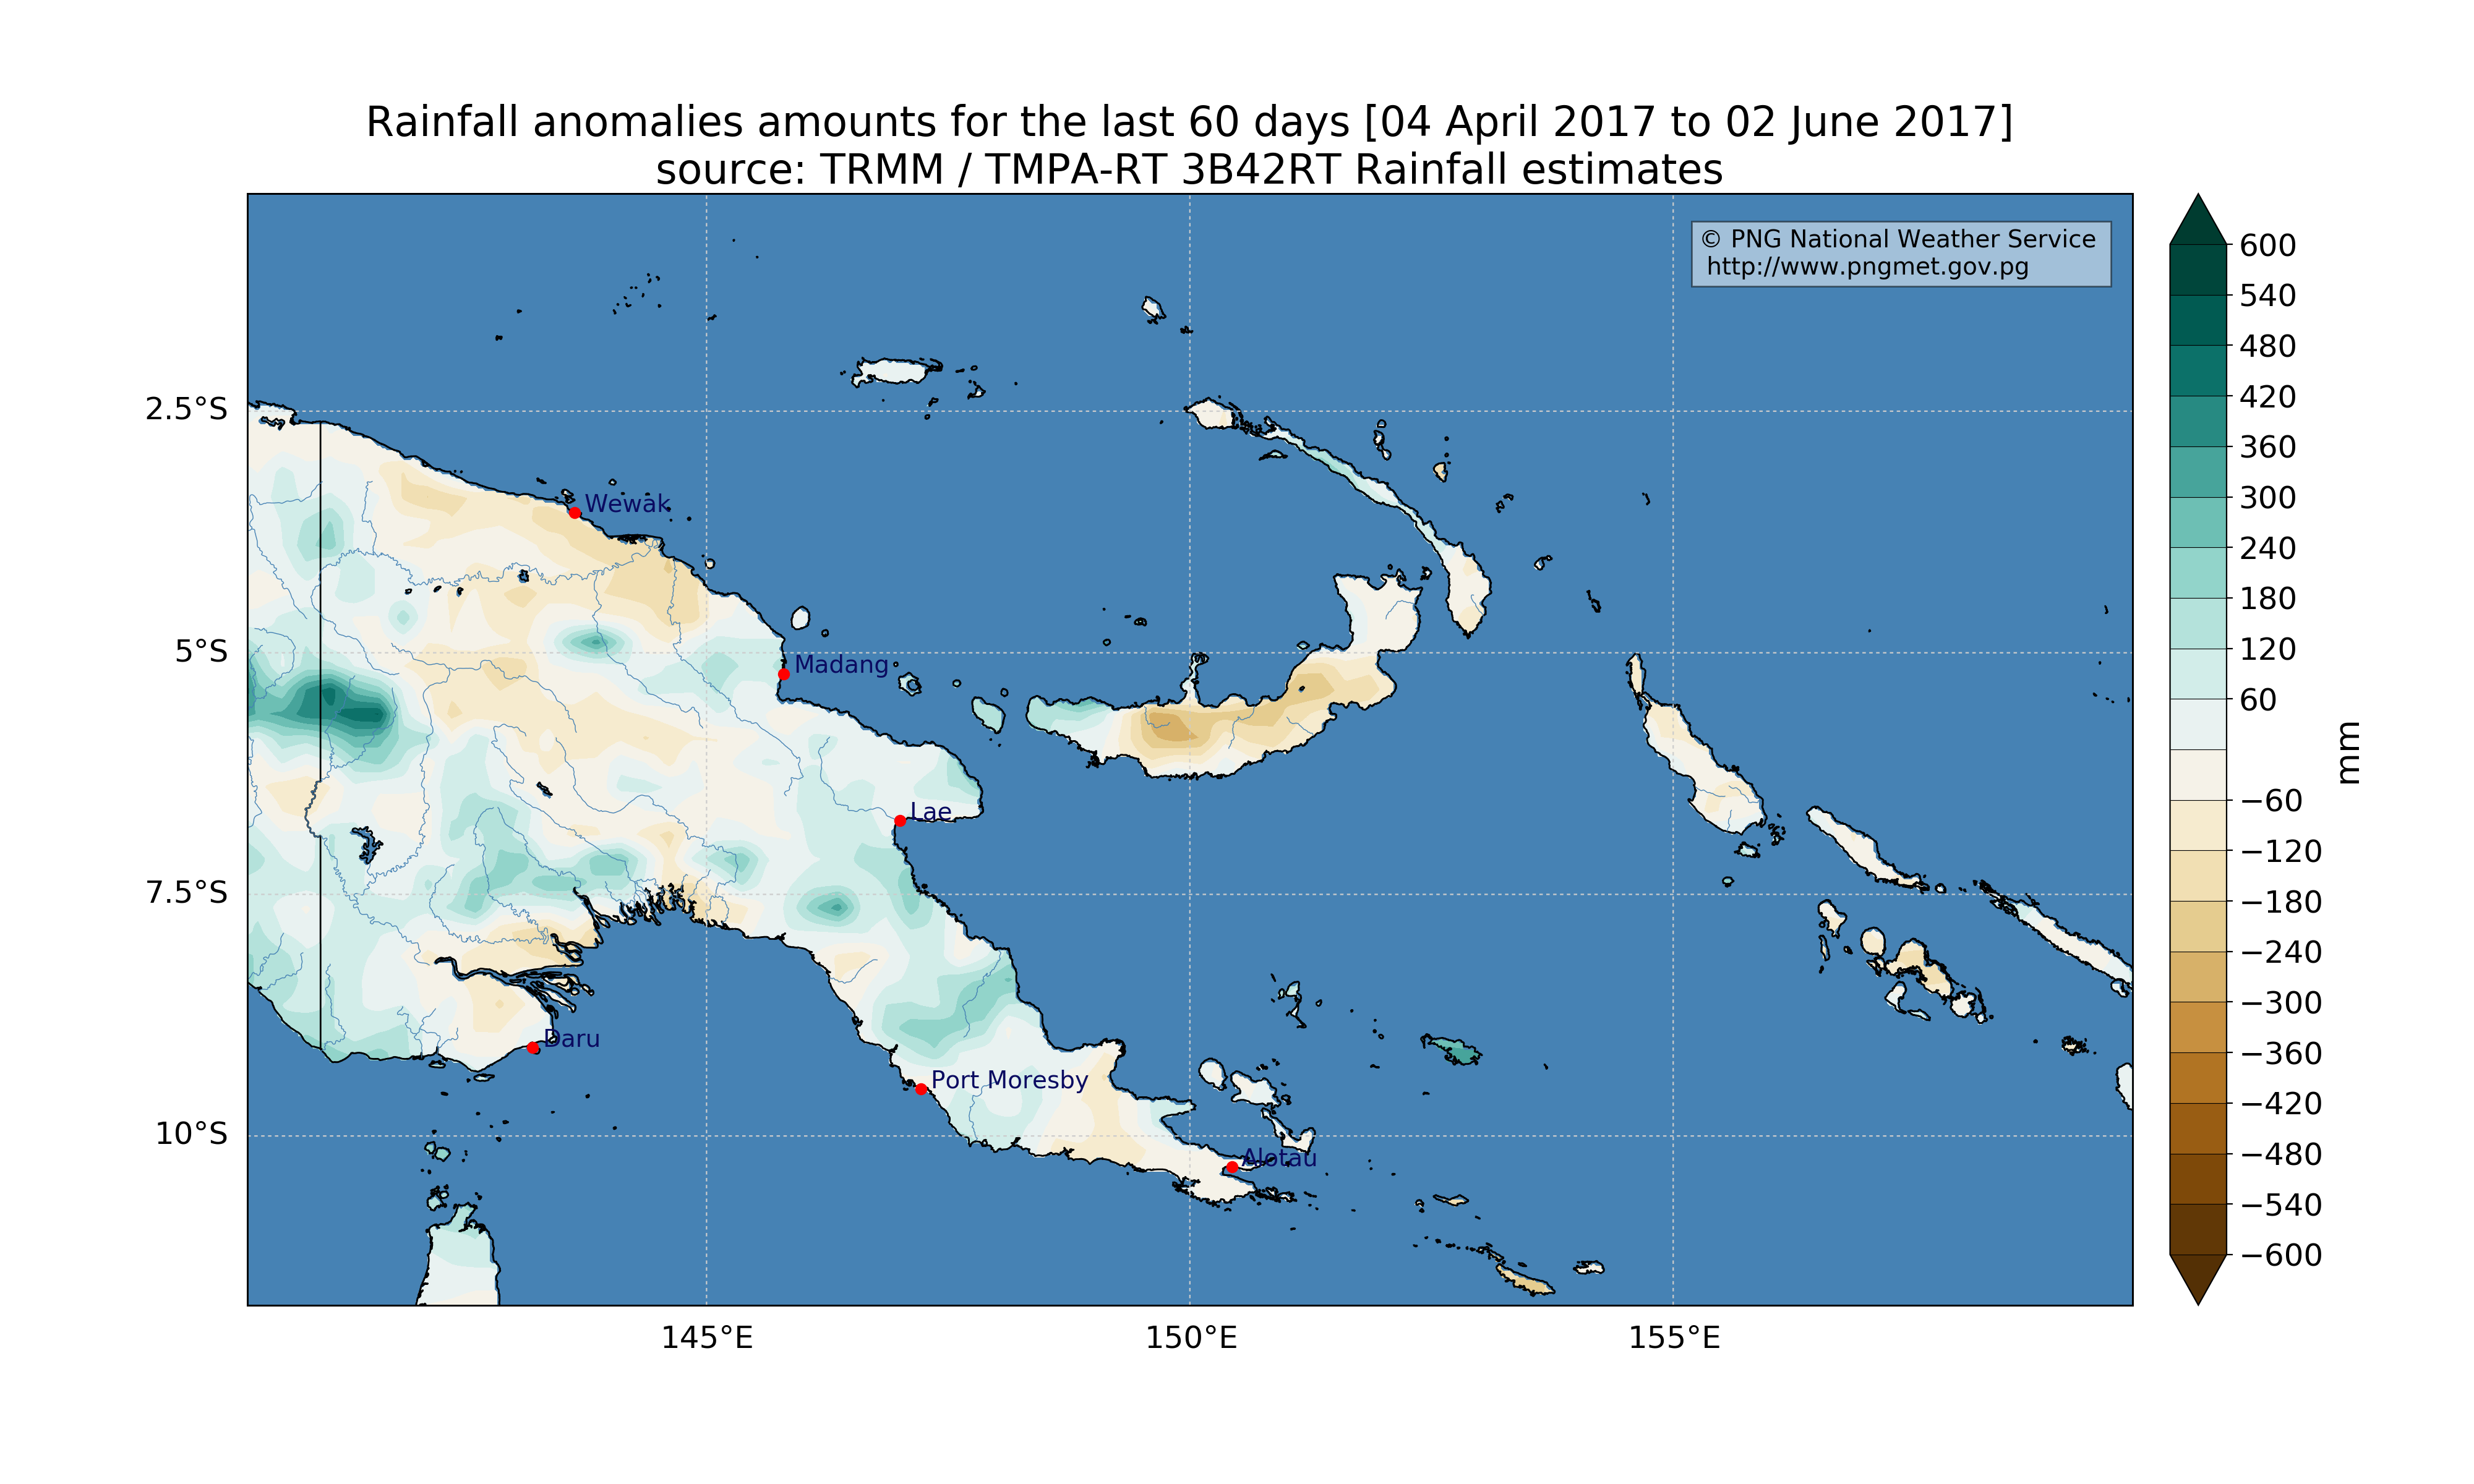 Rainfall anomalies amounts for the last 60 days [04 April 2017 to 02 June 2017]
source: TRMM / TMPA-RT 3B42RT Rainfall estimates
© PNG National Weather Service
http://www.pngmet.gov.pg
2.5°S
5°S
7.5°S
10°S
145°E
150°E
155°E
Wewak
Madang
Lae
Daru
Port Moresby
Alotau
600
540
480
420
360
300
240
180
120
60
−60
−120
−180
−240
−300
−360
−420
−480
−540
−600
mm